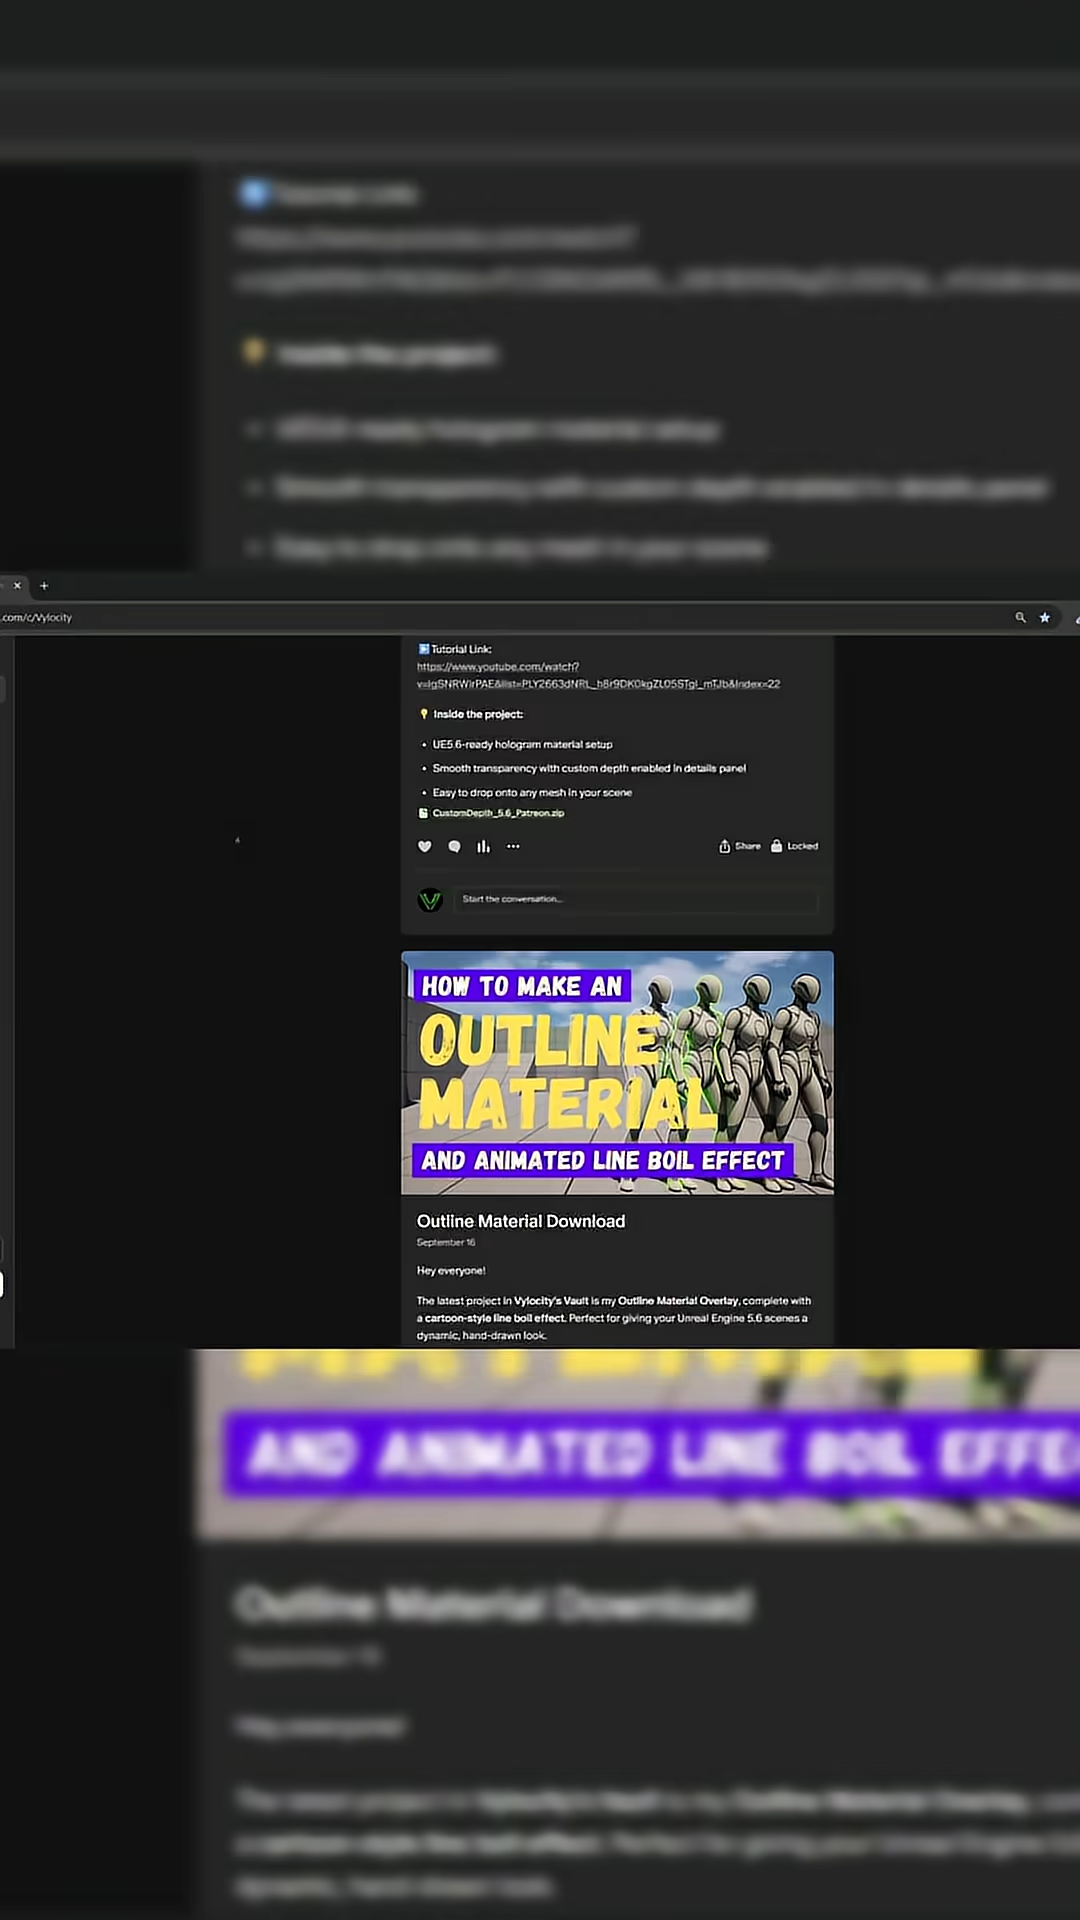 .com/c/Vylocity
Tutorial Link:
https://www.youtube.com/watch?
Inside the project:
UE5.6-ready hologram material setup
Smooth transparency with custom depth enabled in details panel
Easy to drop onto any mesh in your scene
CustomDepth_5.6_Patreon.zip
Share Locked
Start the conversation...
HOW TO MAKE AN
OUTLINE
MATERIAL
AND ANIMATED LINE BOIL EFFECT
Outline Material Download
September 16
Hey everyone!
The latest project in Vylocity's Vault is my Outline Material Overlay, complete with
a cartoon-style line boil effect. Perfect for giving your Unreal Engine 5.6 scenes a
dynamic, hand-drawn look.
AND ANIMATED LINE BOIL
Outline Material Download